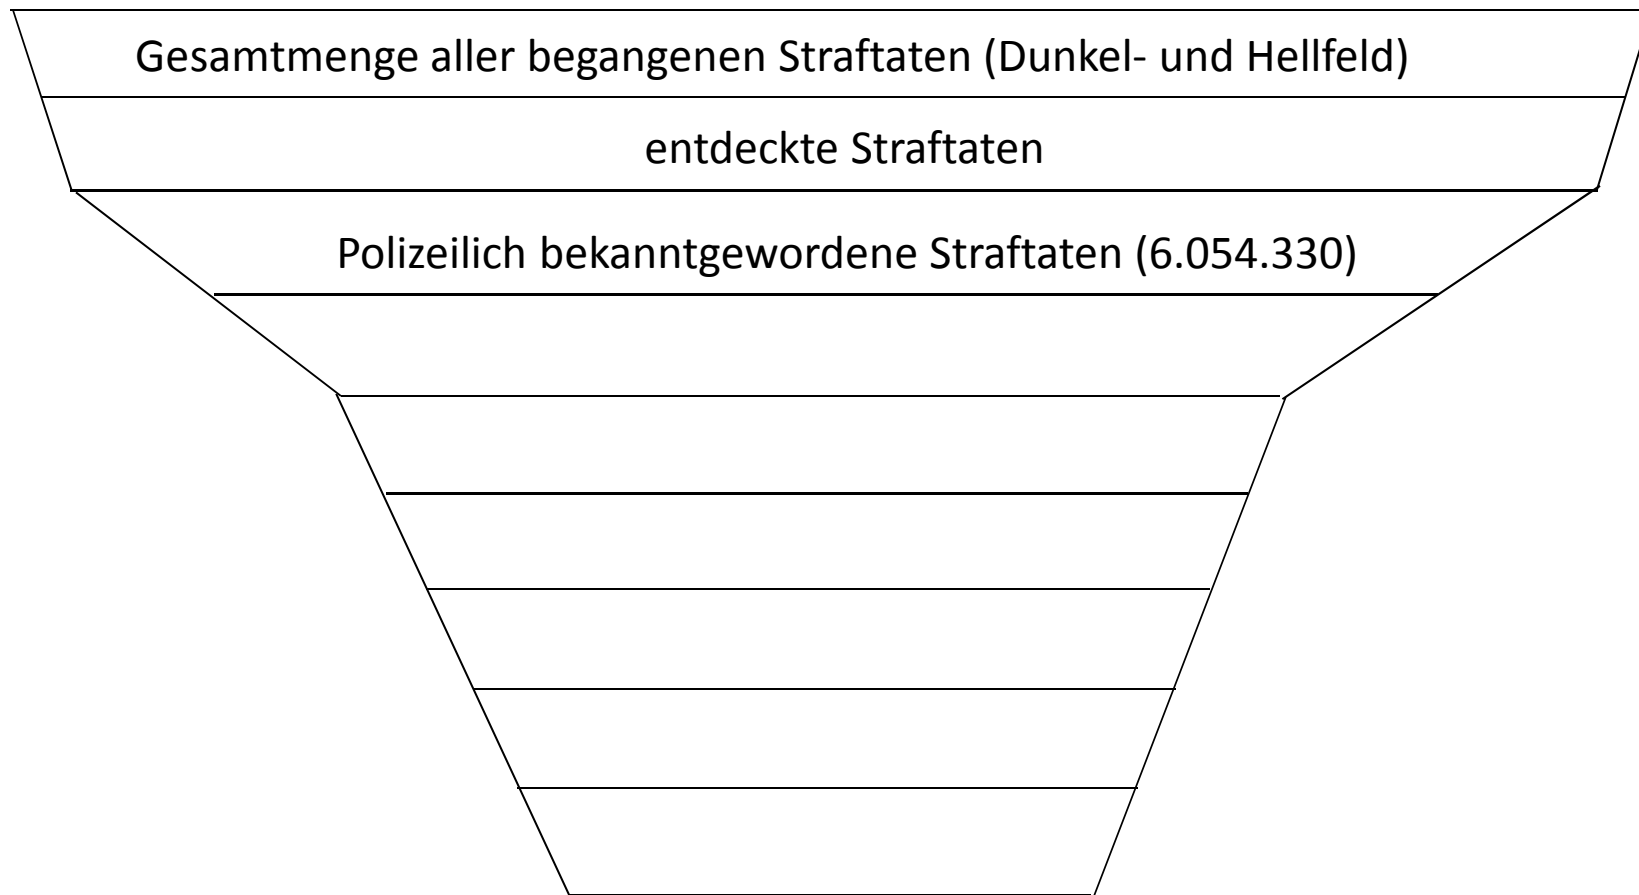 Gesamtmenge aller begangenen Straftaten (Dunkel- und Hellfeld)
entdeckte Straftaten
Polizeilich bekanntgewordene Straftaten (6.054.330)